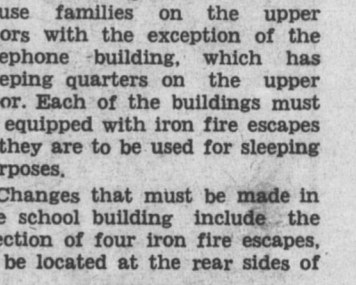 use families on the upper
ors with the exception of the
ephone building, which has
eping quarters on the upper
or. Each of the buildings must
equipped with iron fire escapes
they are to be used for sleeping
rposes.
Changes that must be made in
e school building include the
ection of four iron fire escapes,
be located at the rear sides of